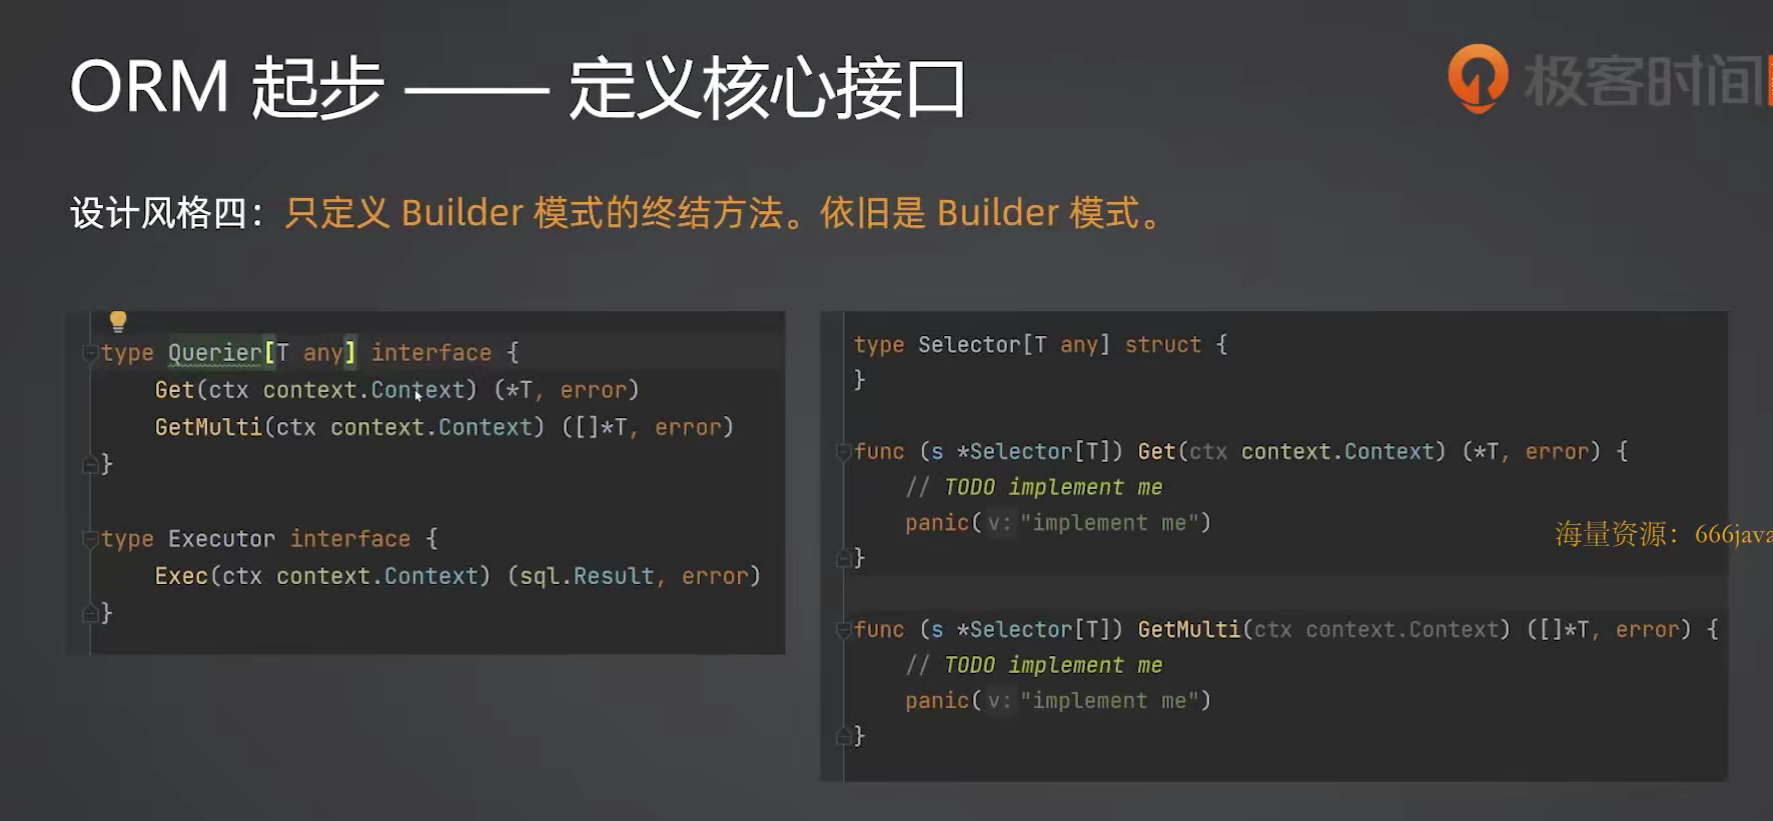 ORM 起步 —— 定义核心接口
极客时间
设计风格四：只定义 Builder 模式的终结方法。依旧是 Builder 模式。
type Querier[T any] interface {
Get(ctx context.Context) (*T, error)
GetMulti(ctx context.Context) ([]*T, error)
}
type Executor interface {
Exec(ctx context.Context) (sql.Result, error)
}
type Selector[T any] struct {
}
func (s *Selector[T]) Get(ctx context.Context) (*T, error) {
// TODO implement me
panic( v: "implement me")
}
func (s *Selector[T]) GetMulti(ctx context.Context) ([]*T, error) {
// TODO implement me
panic( v: "implement me")
}
海量资源：666java